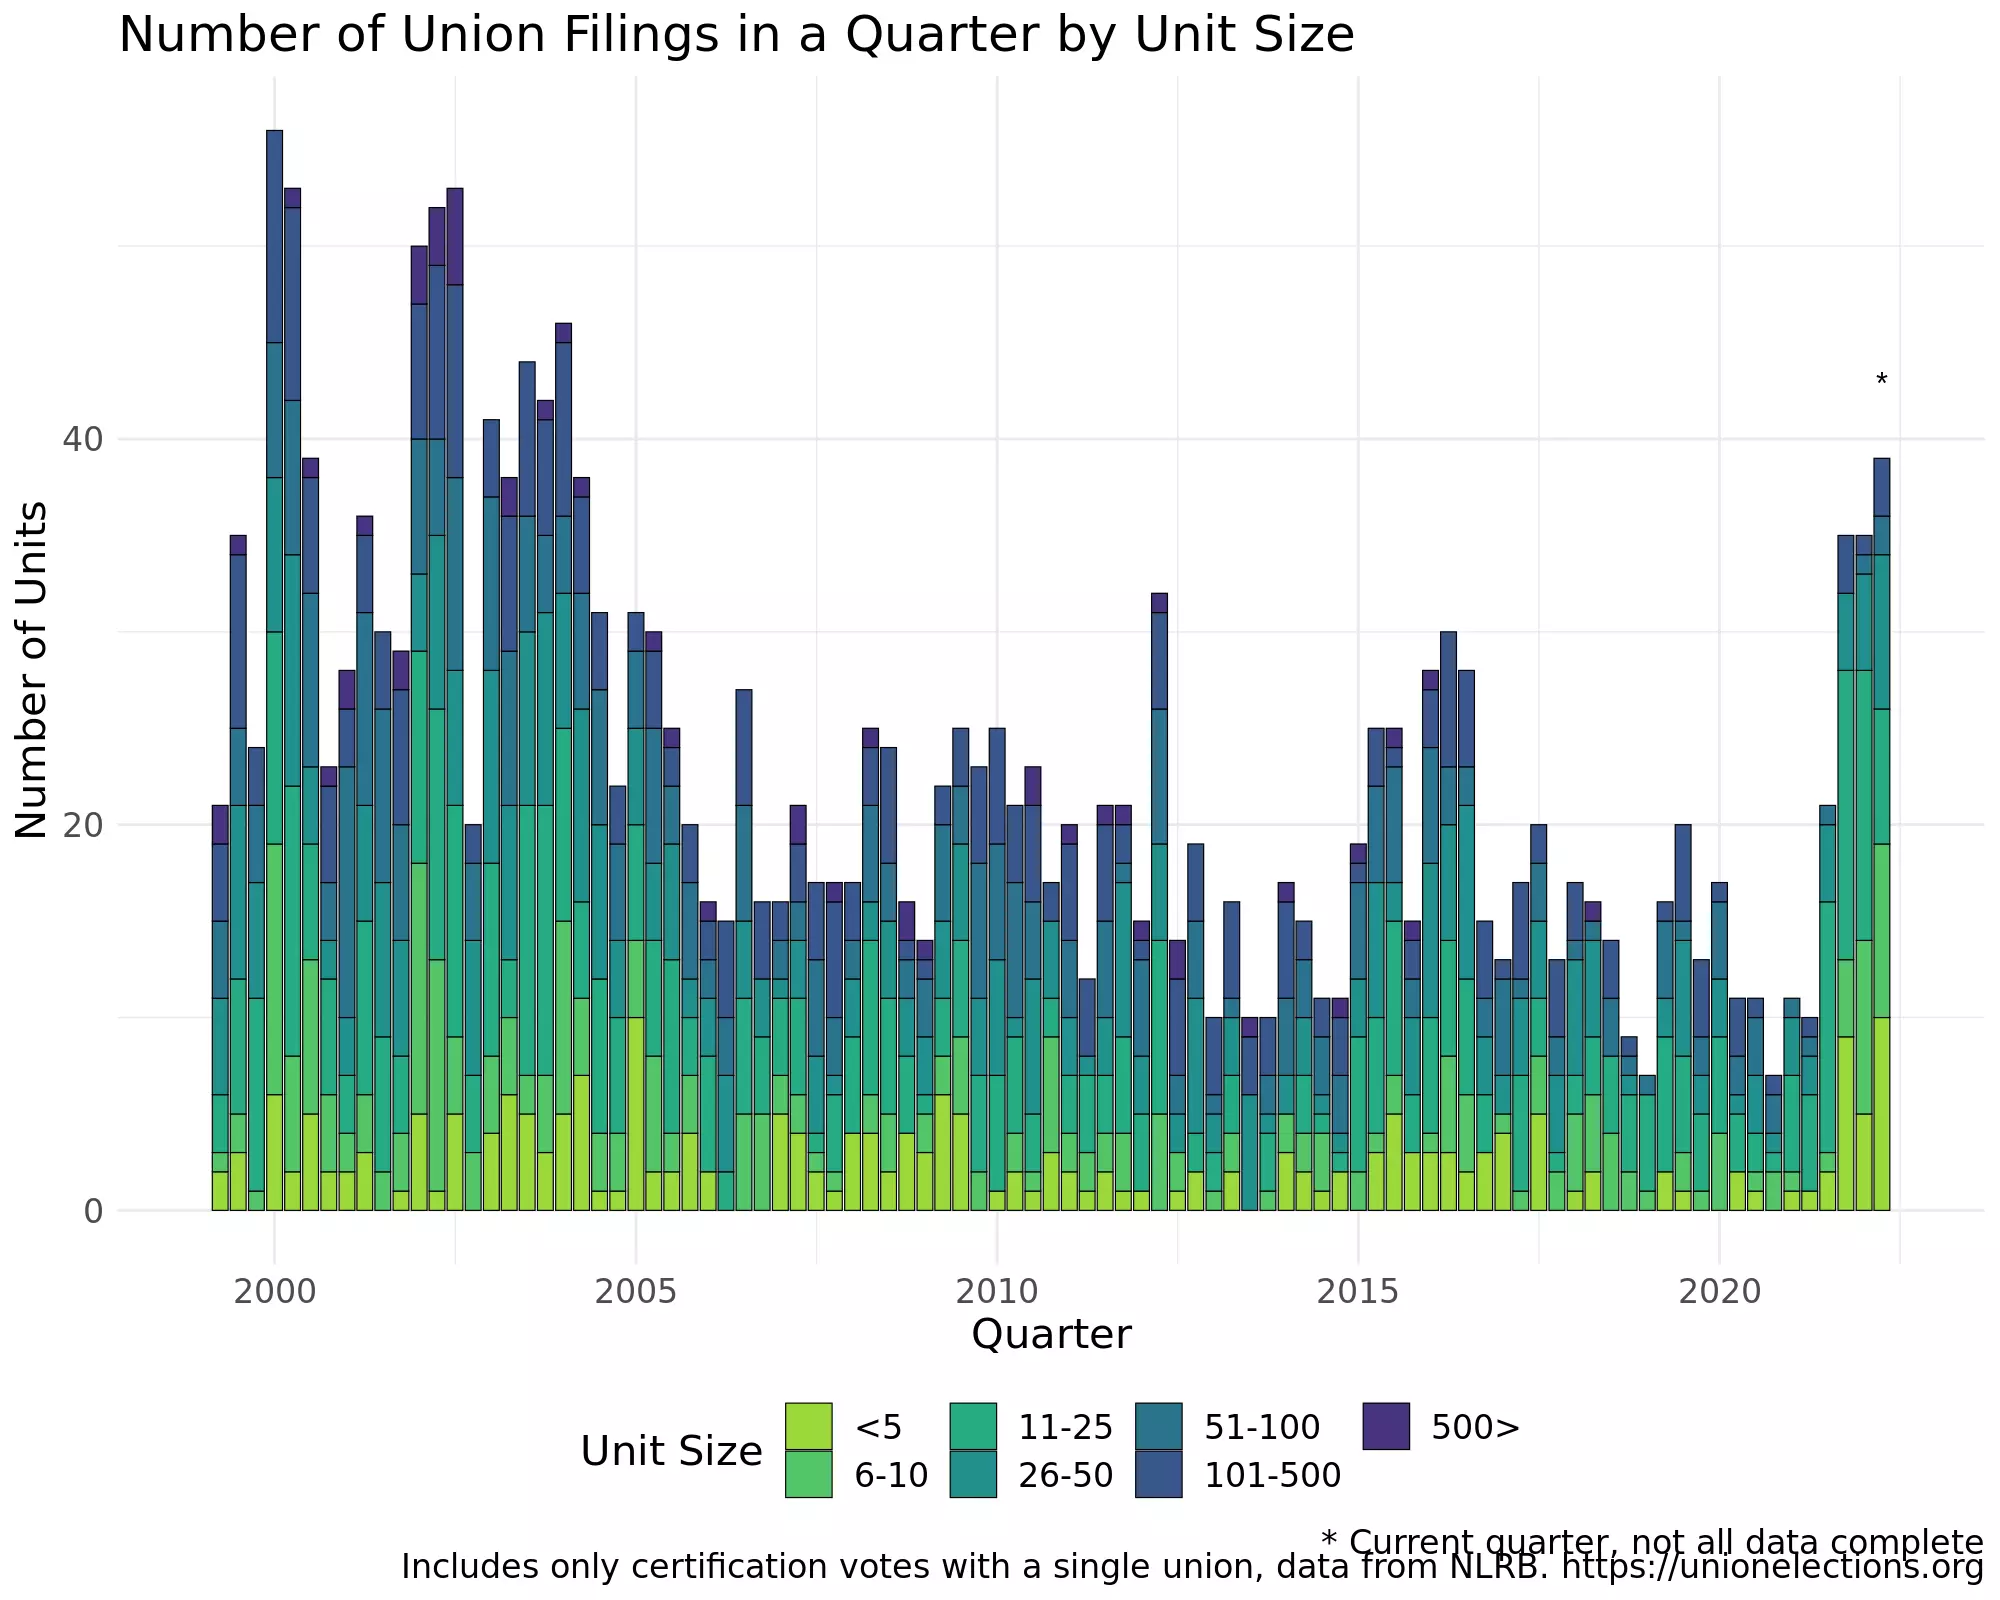 Number of Union Filings in a Quarter by Unit Size
Number of Units
40
20
0
2000 2005 2010 2015 2020
*
Quarter
Unit Size
<5 11-25 51-100 500>
6-10 26-50 101-500
* Current quarter, not all data complete
Includes only certification votes with a single union, data from NLRB. https://unionelections.org